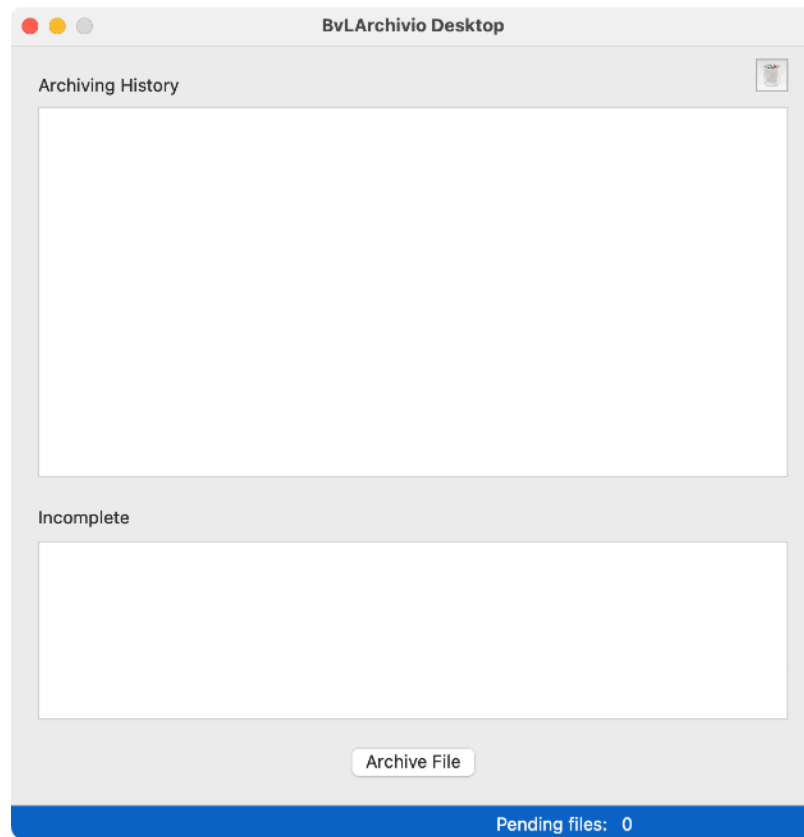 BvLArchivio Desktop
Archiving History
Incomplete
Archive File
Pending files: 0